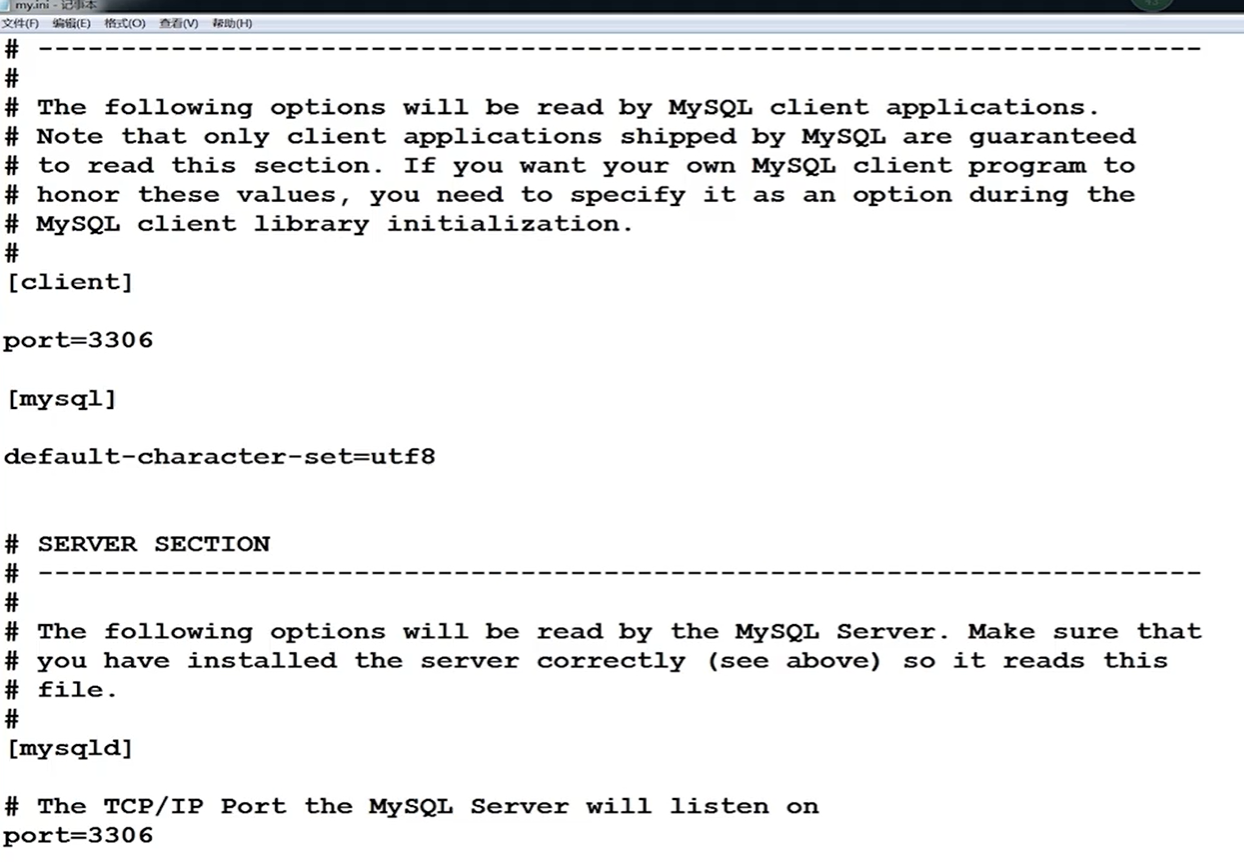 my.ini - 记事本
文件(F) 编辑(E) 格式(O) 查看(V) 帮助(H)
# ----------------------------------------------------------------------
#
# The following options will be read by MySQL client applications.
# Note that only client applications shipped by MySQL are guaranteed
# to read this section. If you want your own MySQL client program to
# honor these values, you need to specify it as an option during the
# MySQL client library initialization.
#
[client]
port=3306
[mysql]
default-character-set=utf8
# SERVER SECTION
# ----------------------------------------------------------------------
#
# The following options will be read by the MySQL Server. Make sure that
# you have installed the server correctly (see above) so it reads this
# file.
#
[mysqld]
# The TCP/IP Port the MySQL Server will listen on
port=3306